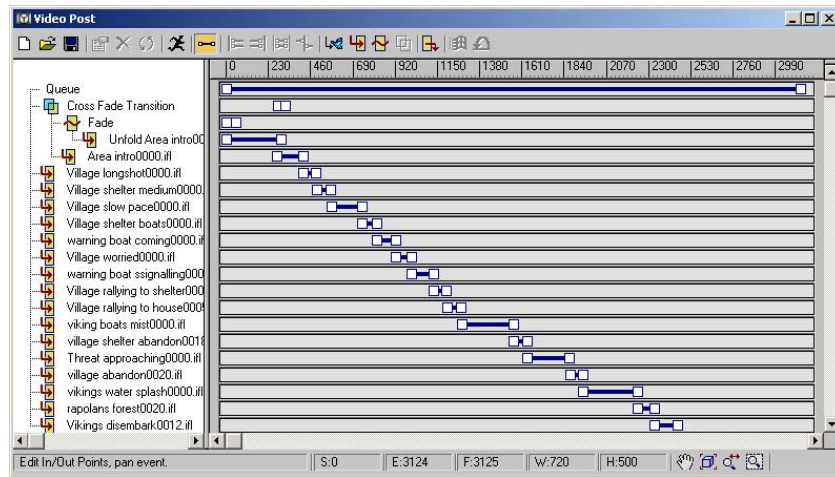 Video Post
0 230 460 690 920 1150 1380 1610 1840 2070 2300 2530 2760 2990
Queue
Cross Fade Transition
Fade
Unfold Area intro00
Area intro0000.ifl
Village longshot0000.ifl
Village shelter medium0000.
Village slow pace0000.ifl
Village shelter boats0000.ifl
warning boat coming0000.if
Village worried0000.ifl
warning boat ssignalling000
Village rallying to shelter000
Village rallying to house0009
viking boats mist0000.ifl
village shelter abandon0018
Threat approaching0000.ifl
village abandon0020.ifl
vikings water splash0000.ifl
rapolans forest0020.ifl
Vikings disembark0012.ifl
Edit In/Out Points, pan event. S:0 E:3124 F:3125 W:720 H:500